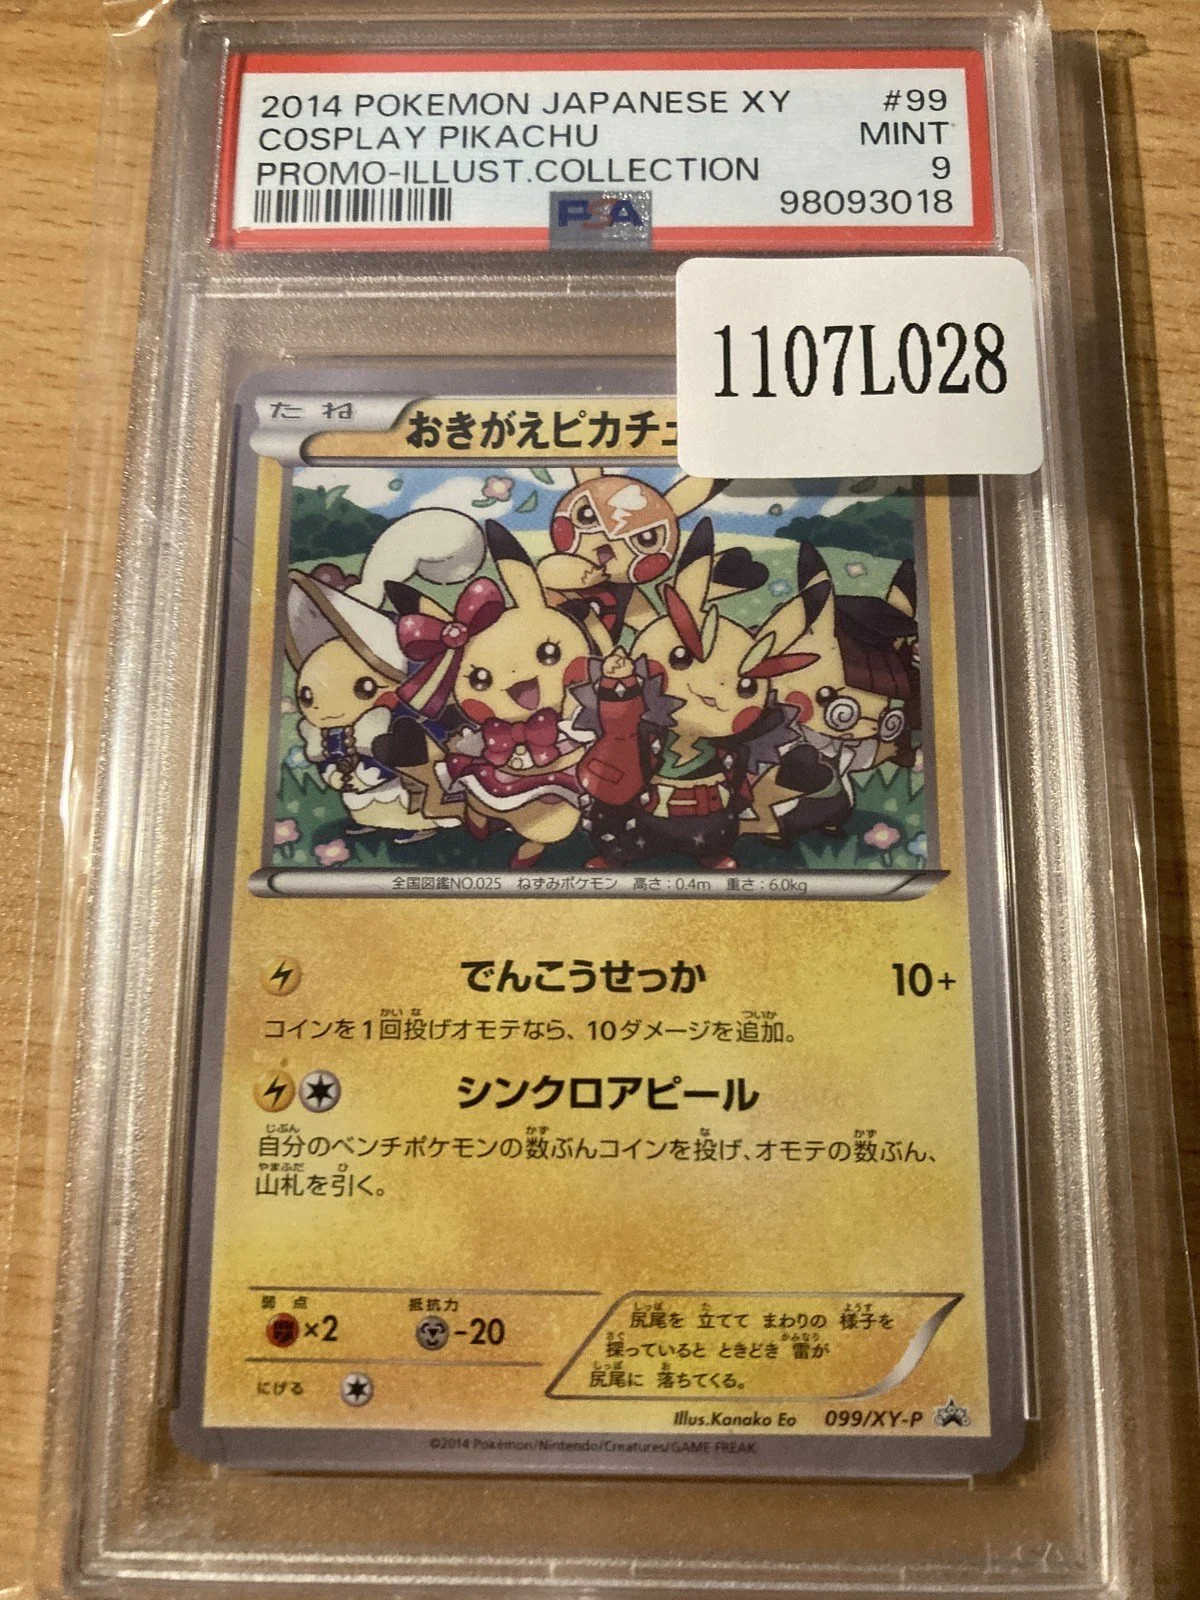 2014 POKEMON JAPANESE XY #99
COSPLAY PIKACHU MINT
PROMO-ILLUST.COLLECTION 9
PSA 98093018
1107L028
たね おきがえピカチュ
全国図鑑NO.025 ねずみポケモン 高さ:0.4m 重さ:6.0kg
でんこうせっか 10+
コインを1回投げオモテなら、10ダメージを追加。
シンクロアピール
自分のベンチポケモンの数ぶんコインを投げ、オモテの数ぶん、
山札を引く。
弱点 抵抗力
×2 -20
にげる
尻尾を 立てて まわりの 様子を
探っていると ときどき 雷が
尻尾に 落ちてくる。
Illus.Kanako Eo 099/XY-P
©2014 Pokémon/Nintendo/Creatures/GAME FREAK